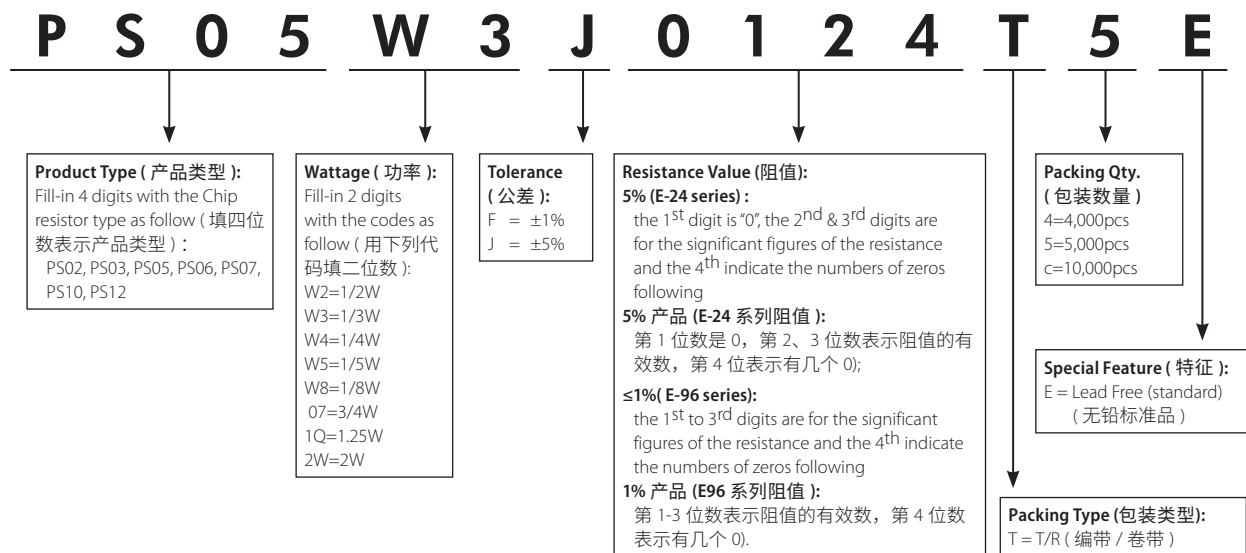 PS05W3J0124T5E
Product Type ( 产品类型 ):
Fill-in 4 digits with the Chip
resistor type as follow ( 填四位
数表示产品类型 ) :
PS02, PS03, PS05, PS06, PS07,
PS10, PS12
Wattage ( 功率 ):
Fill-in 2 digits
with the codes as
follow ( 用下列代
码填二位数 ):
W2=1/2W
W3=1/3W
W4=1/4W
W5=1/5W
W8=1/8W
07=3/4W
1Q=1.25W
2W=2W
Tolerance
( 公差 ):
F = ±1%
J = ±5%
Resistance Value (阻值):
5% (E-24 series) :
the 1st digit is "0", the 2nd & 3rd digits are
for the significant figures of the resistance
and the 4th indicate the numbers of zeros
following
5% 产品 (E-24 系列阻值 ):
第 1 位数是 0，第 2、3 位数表示阻值的有
效数，第 4 位表示有几个 0);
≤1%( E-96 series):
the 1st to 3rd digits are for the significant
figures of the resistance and the 4th indicate
the numbers of zeros following
1% 产品 (E96 系列阻值 ):
第 1-3 位数表示阻值的有效数，第 4 位数
表示有几个 0).
Packing Qty.
( 包装数量 )
4=4,000pcs
5=5,000pcs
c=10,000pcs
Special Feature ( 特征 ):
E = Lead Free (standard)
( 无铅标准品 )
Packing Type (包装类型):
T = T/R ( 编带 / 卷带 )